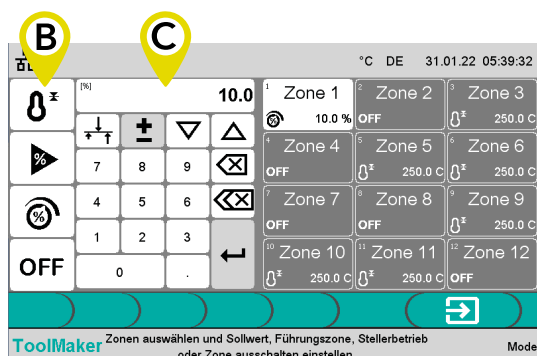 B
C
°C DE 31.01.22 05:39:32
[%] 10.0
±
%
7 8 9
4 5 6
(%)
1 2 3
OFF
0 .
1 Zone 1
10.0 %
2 Zone 2
OFF
3 Zone 3
250.0 C
4 Zone 4
OFF
5 Zone 5
250.0 C
6 Zone 6
250.0 C
7 Zone 7
OFF
8 Zone 8
OFF
9 Zone 9
250.0 C
10 Zone 10
250.0 C
11 Zone 11
250.0 C
12 Zone 12
OFF
ToolMaker
Zonen auswählen und Sollwert, Führungszone, Stellerbetrieb
oder Zone ausschalten einstellen
Mode